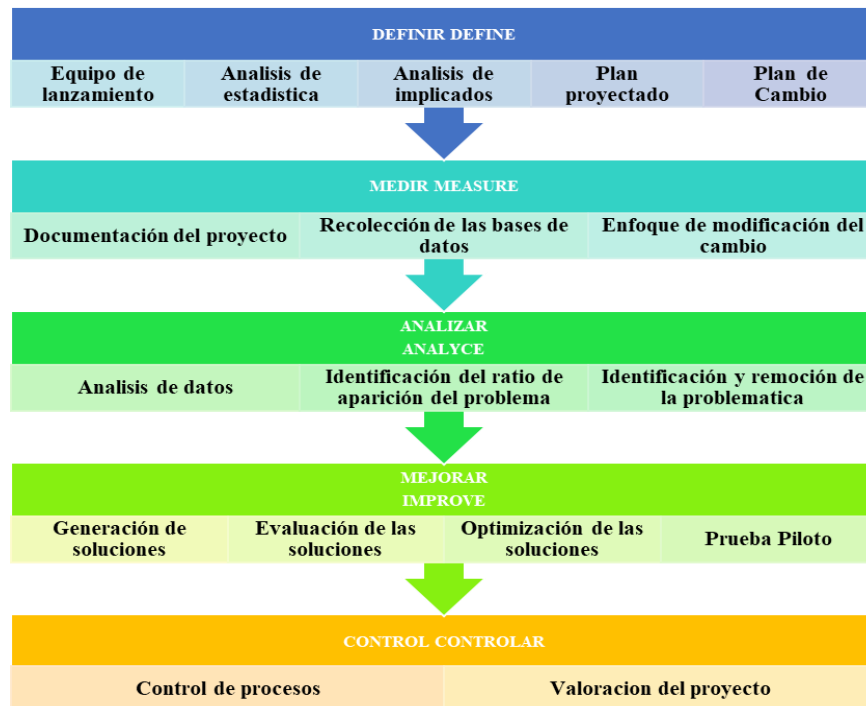 DEFINIR DEFINE
Equipo de
lanzamiento
Analisis de
estadistica
Analisis de
implicados
Plan
proyectado
Plan de
Cambio
MEDIR MEASURE
Documentación del proyecto
Recolección de las bases de
datos
Enfoque de modificación del
cambio
ANALIZAR
ANALYCE
Analisis de datos
Identificación del ratio de
aparición del problema
Identificación y remoción de
la problematica
MEJORAR
IMPROVE
Generación de
soluciones
Evaluación de las
soluciones
Optimización de las
soluciones
Prueba Piloto
CONTROL CONTROLAR
Control de procesos
Valoracion del proyecto